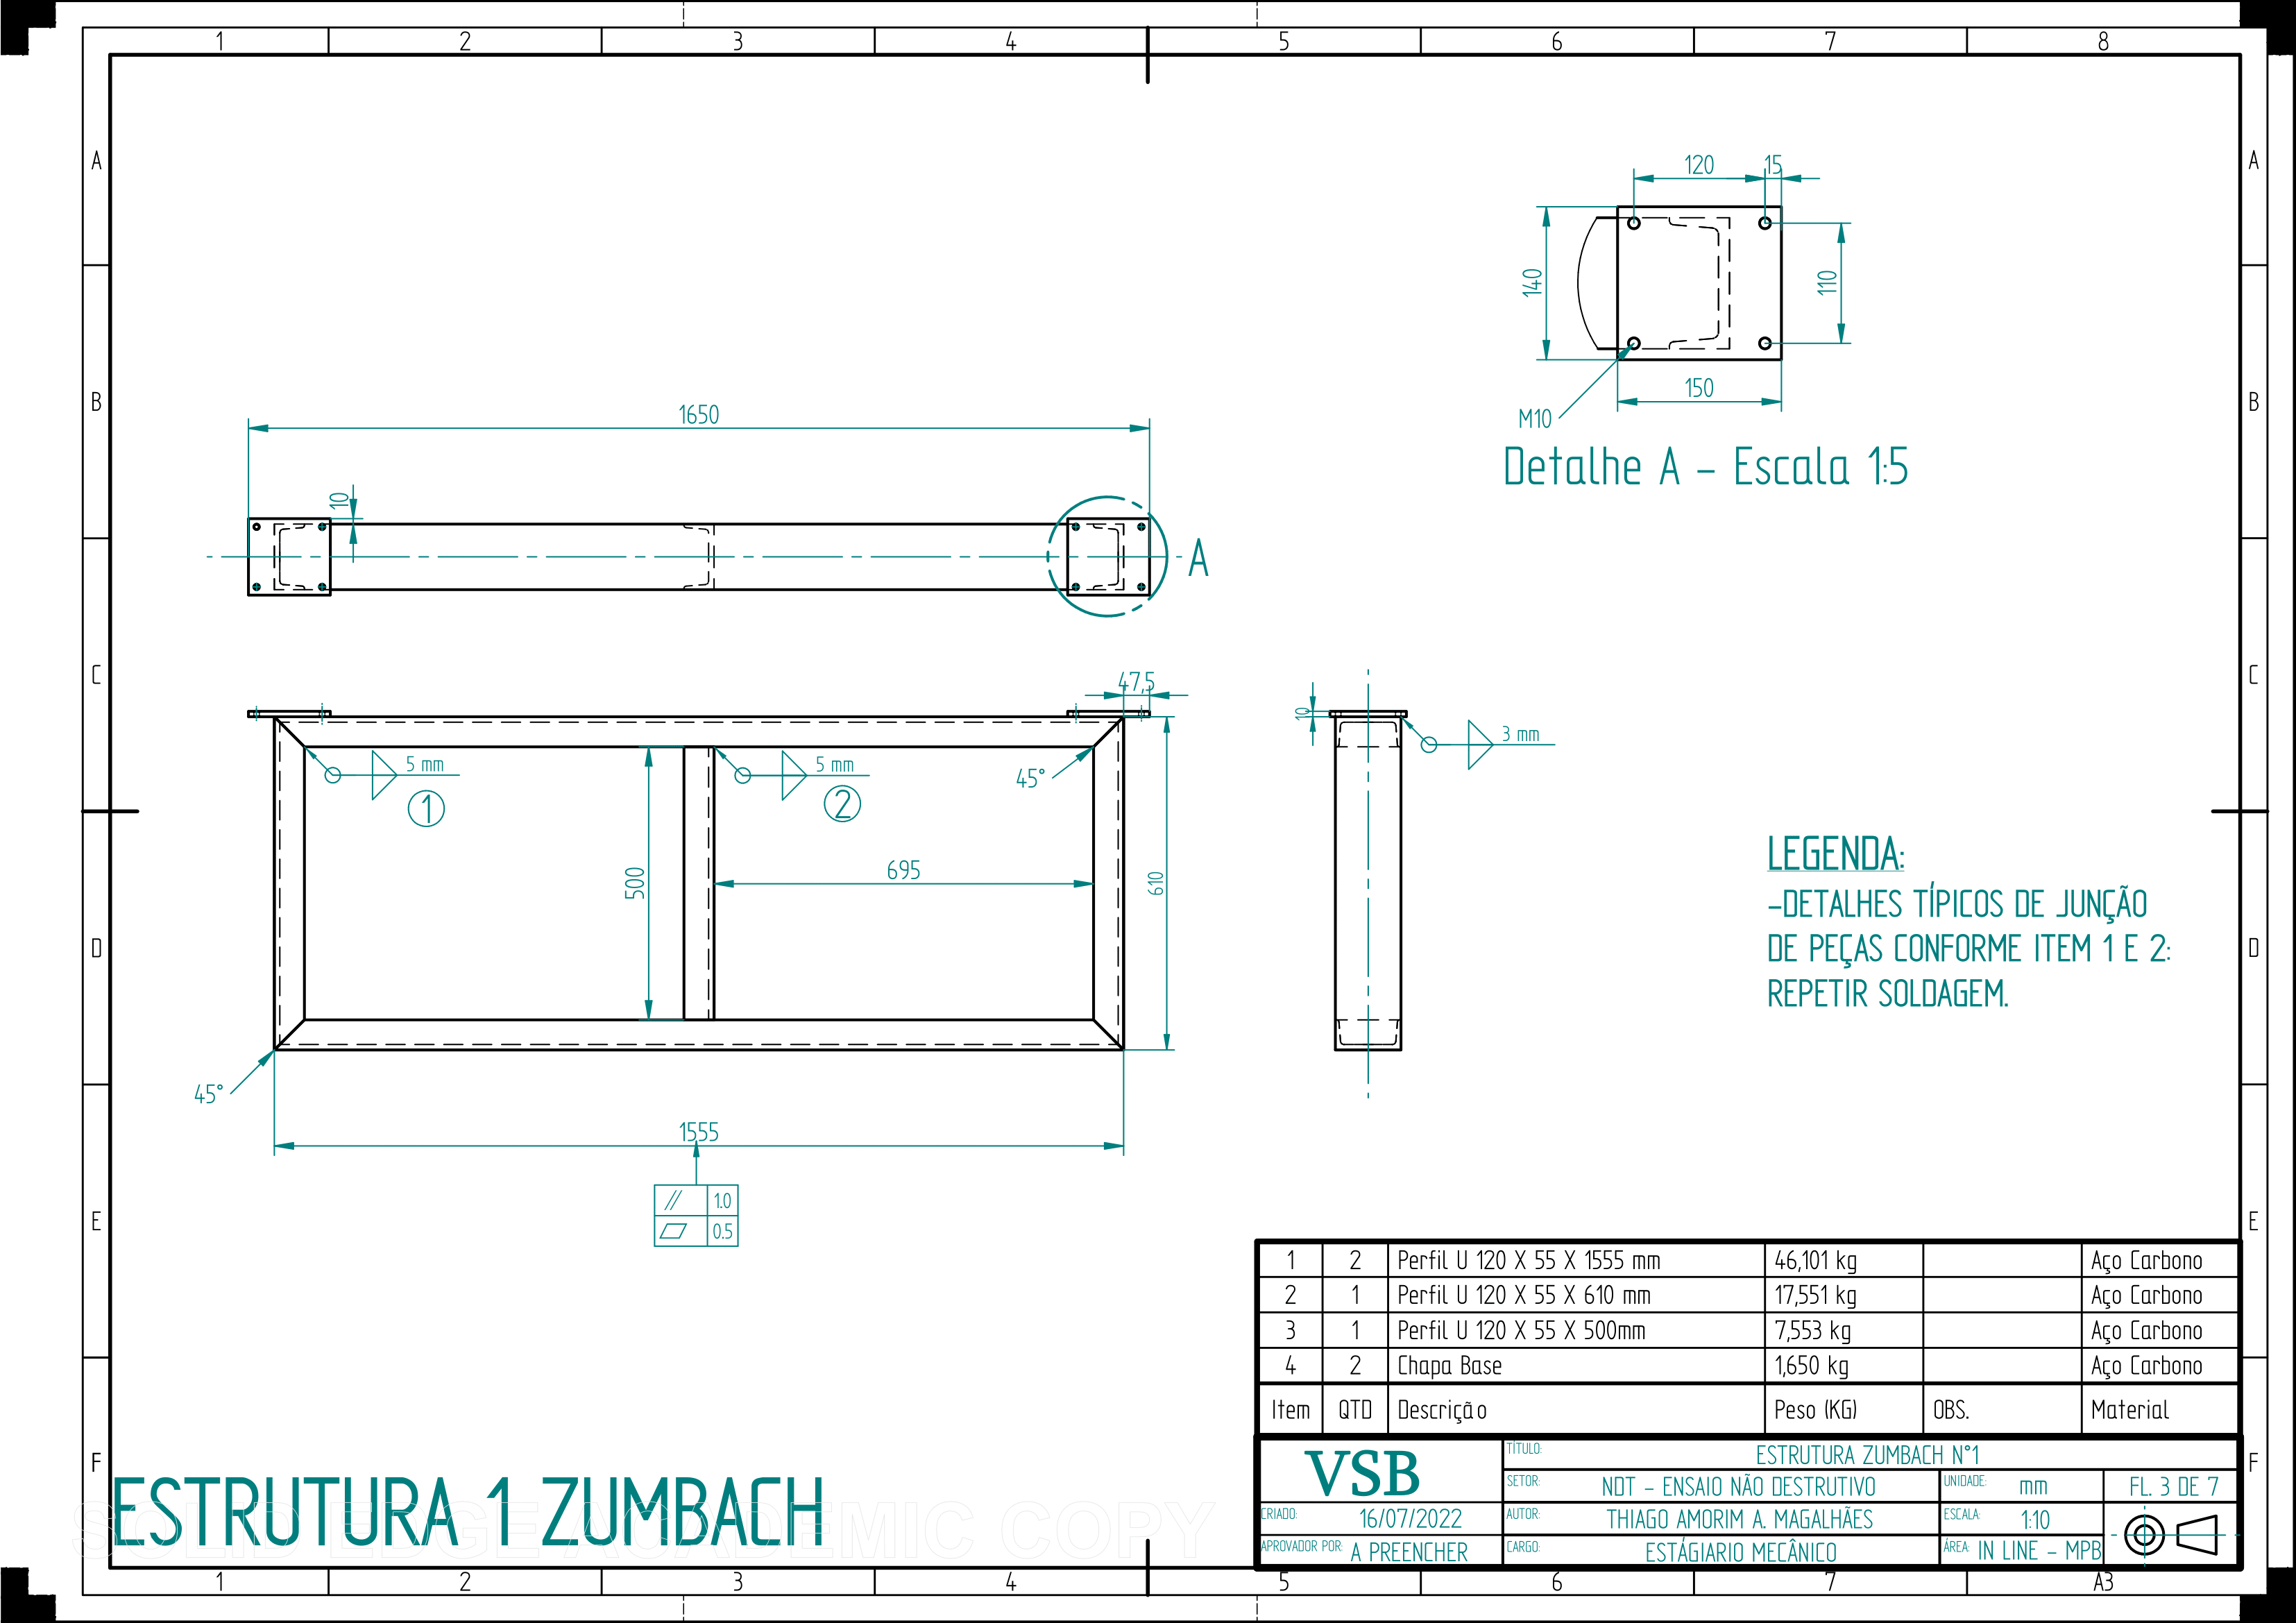 1 2 3 4 5 6 7 8
A A
B B
C C
D D
E E
F F
120 15
140
110
150
M10
Detalhe A - Escala 1:5
1650
10
A
47,5
10
3 mm
5 mm
1
5 mm
2
45°
500
695
610
45°
1555
// 1.0
0.5
LEGENDA:
-DETALHES TÍPICOS DE JUNÇÃO
DE PEÇAS CONFORME ITEM 1 E 2:
REPETIR SOLDAGEM.
1 2 Perfil U 120 X 55 X 1555 mm 46,101 kg Aço Carbono
2 1 Perfil U 120 X 55 X 610 mm 17,551 kg Aço Carbono
3 1 Perfil U 120 X 55 X 500mm 7,553 kg Aço Carbono
4 2 Chapa Base 1,650 kg Aço Carbono
Item QTD Descrição Peso (KG) OBS. Material
VSB
TÍTULO: ESTRUTURA ZUMBACH N°1
SETOR: NDT - ENSAIO NÃO DESTRUTIVO UNIDADE: mm FL. 3 DE 7
CRIADO: 16/07/2022 AUTOR: THIAGO AMORIM A. MAGALHÃES ESCALA: 1:10
APROVADOR POR: A PREENCHER CARGO: ESTÁGIARIO MECÂNICO ÁREA: IN LINE - MPB
ESTRUTURA 1 ZUMBACH
SOLID EDGE ACADEMIC COPY
1 2 3 4 5 6 7 A3